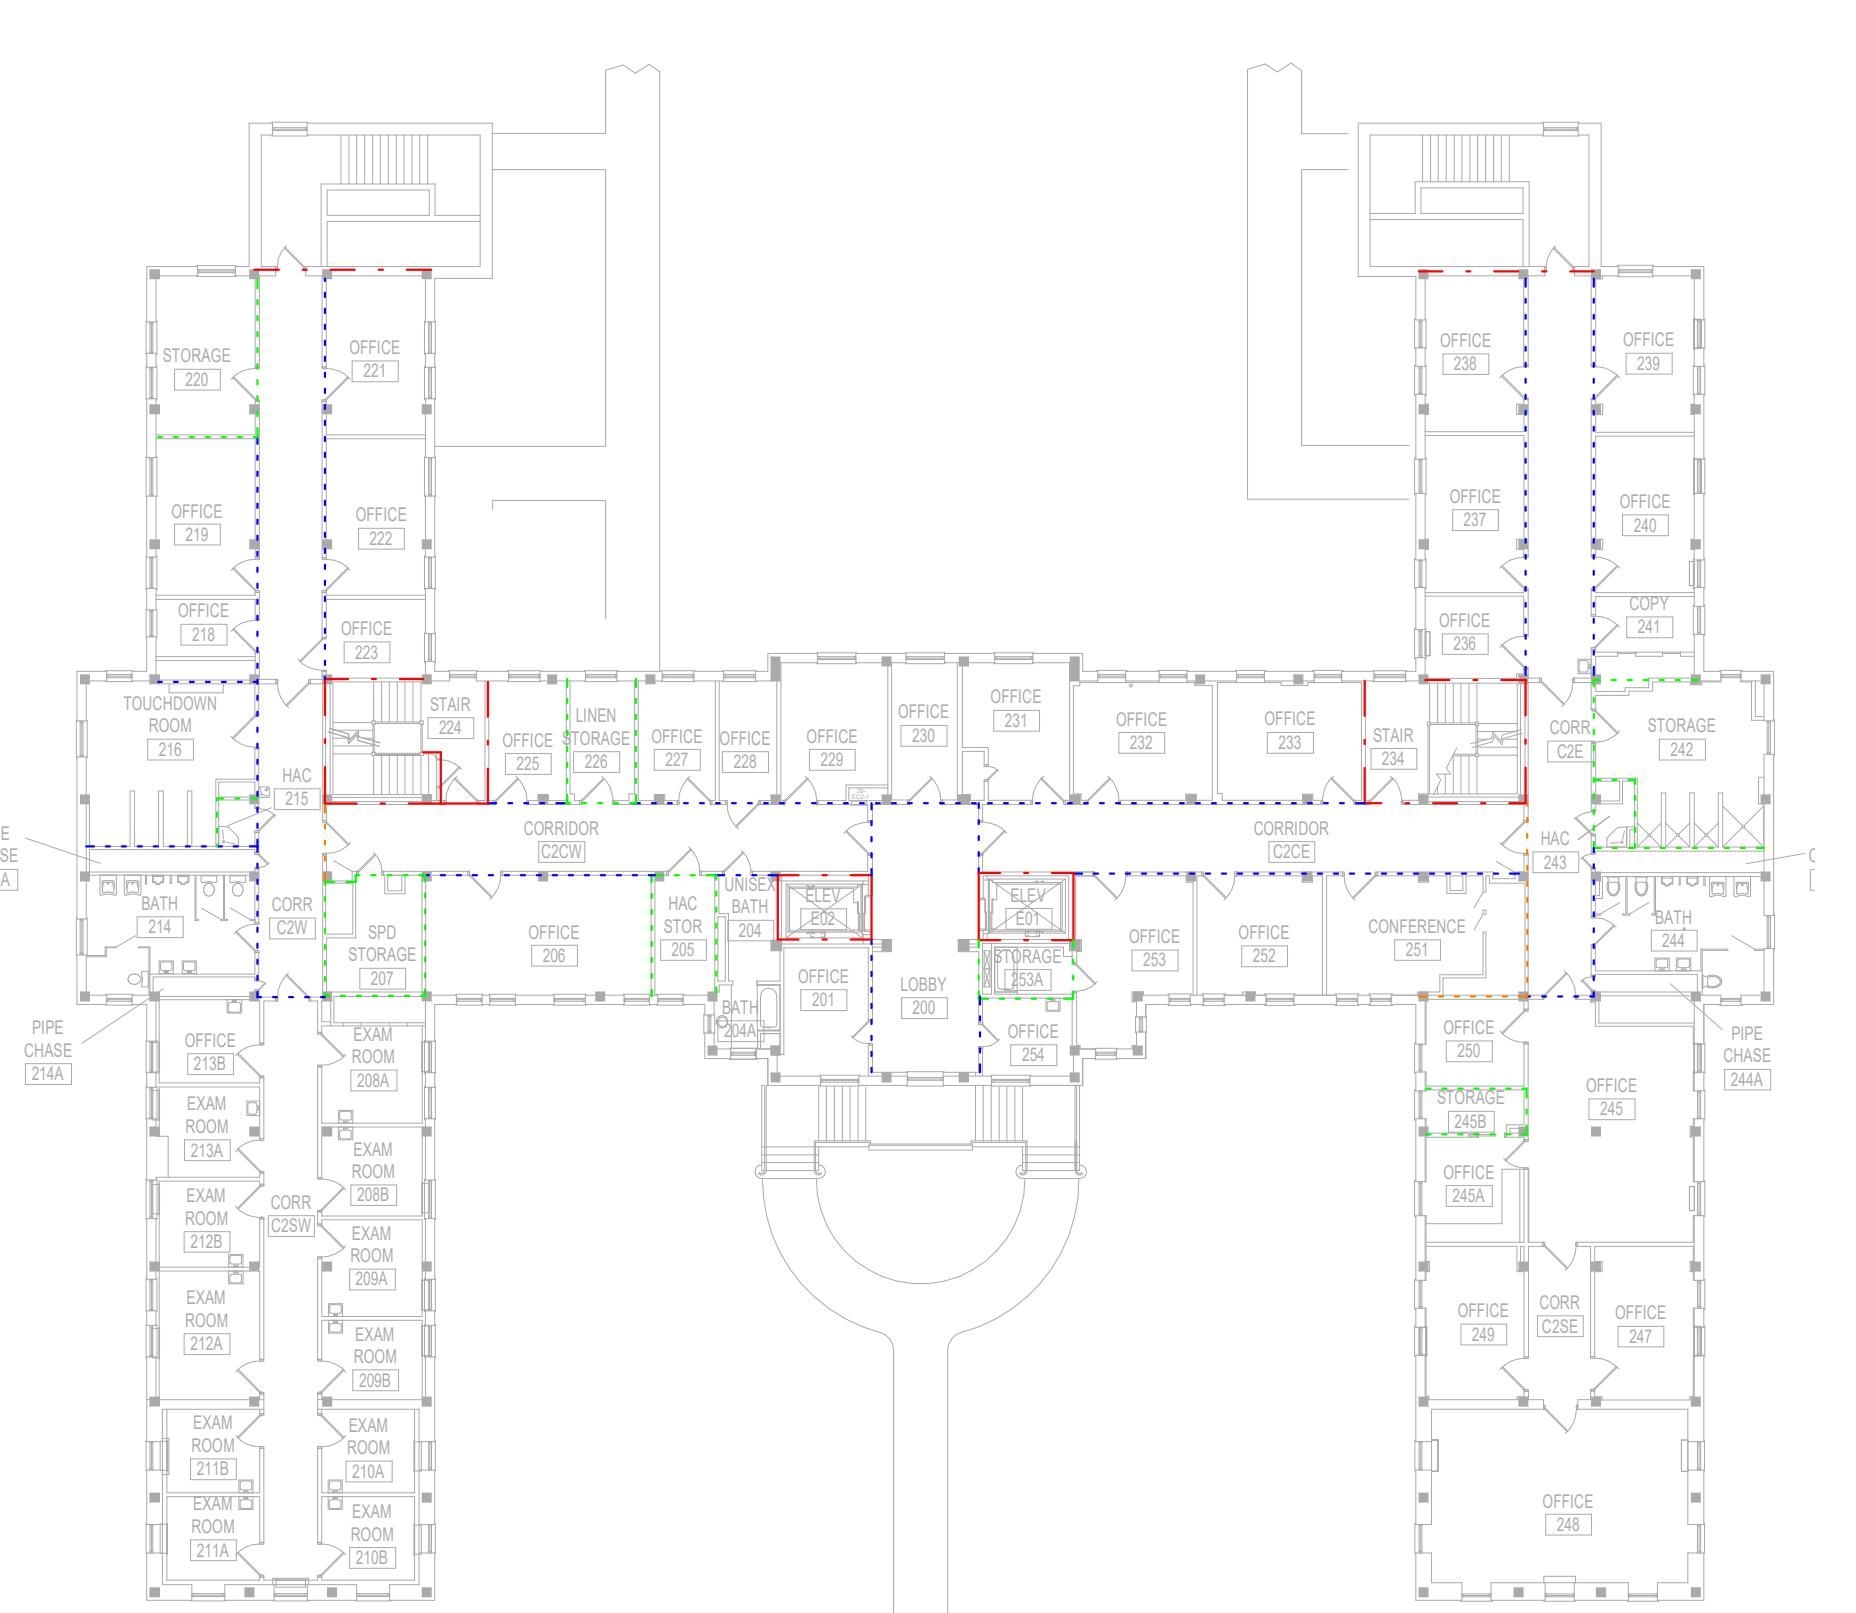 STORAGE
220
OFFICE
221
OFFICE
219
OFFICE
222
OFFICE
218
OFFICE
223
TOUCHDOWN
ROOM
216
HAC
215
STAIR
224
OFFICE
225
LINEN
STORAGE
226
OFFICE
227
OFFICE
228
OFFICE
229
OFFICE
230
OFFICE
231
OFFICE
232
OFFICE
233
STAIR
234
OFFICE
238
OFFICE
239
OFFICE
237
OFFICE
240
OFFICE
236
COPY
241
CORR
C2E
STORAGE
242
HAC
243
CORRIDOR
C2CW
CORRIDOR
C2CE
E
SE
A
BATH
214
CORR
C2W
SPD
STORAGE
207
OFFICE
206
HAC
STOR
205
UNISEX
BATH
204
ELEV
E02
ELEV
E01
BATH
204A
OFFICE
201
LOBBY
200
STORAGE
253A
OFFICE
254
OFFICE
253
OFFICE
252
CONFERENCE
251
BATH
244
C
PIPE
CHASE
214A
PIPE
CHASE
244A
OFFICE
213B
EXAM
ROOM
208A
EXAM
ROOM
213A
EXAM
ROOM
208B
EXAM
ROOM
212B
CORR
C2SW
EXAM
ROOM
209A
EXAM
ROOM
212A
EXAM
ROOM
209B
EXAM
ROOM
211B
EXAM
ROOM
210A
EXAM
ROOM
211A
EXAM
ROOM
210B
OFFICE
250
STORAGE
245B
OFFICE
245
OFFICE
245A
OFFICE
249
CORR
C2SE
OFFICE
247
OFFICE
248